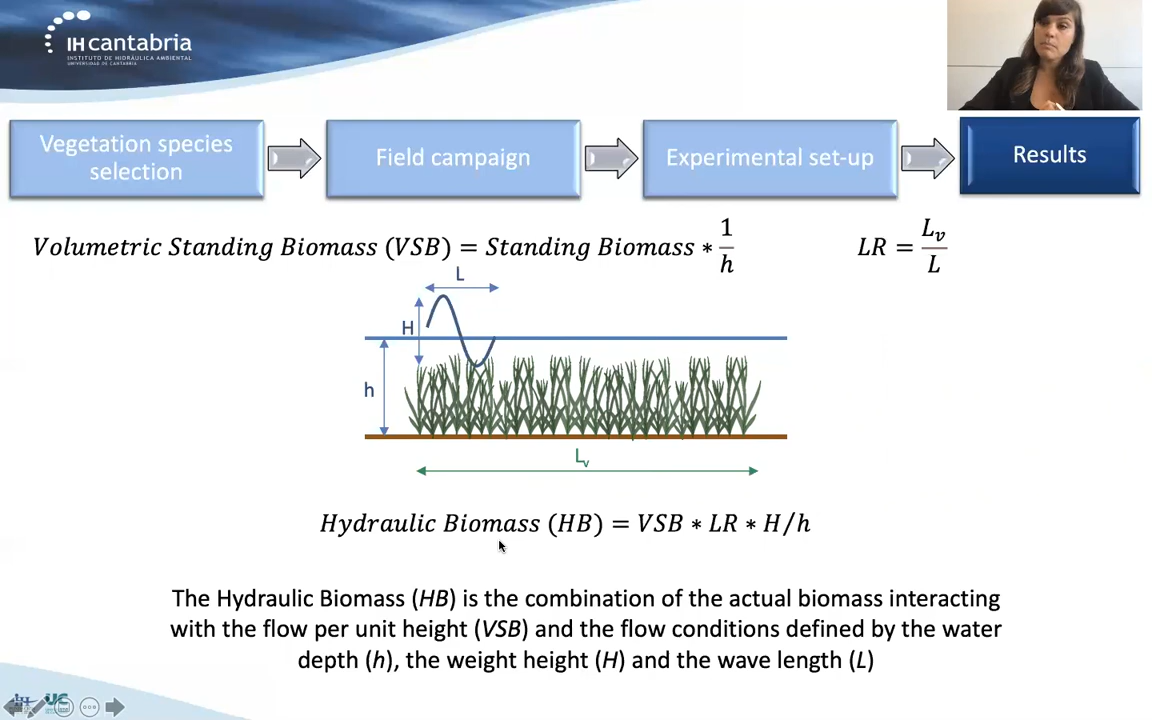 IHcantabria
INSTITUTO DE HIDRÁULICA AMBIENTAL
UNIVERSIDAD DE CANTABRIA
Vegetation species
selection
Field campaign
Experimental set-up
Results
Volumetric Standing Biomass (VSB) = Standing Biomass * 1/h
LR = Lv/L
L
H
h
Lv
Hydraulic Biomass (HB) = VSB * LR * H/h
The Hydraulic Biomass (HB) is the combination of the actual biomass interacting
with the flow per unit height (VSB) and the flow conditions defined by the water
depth (h), the weight height (H) and the wave length (L)